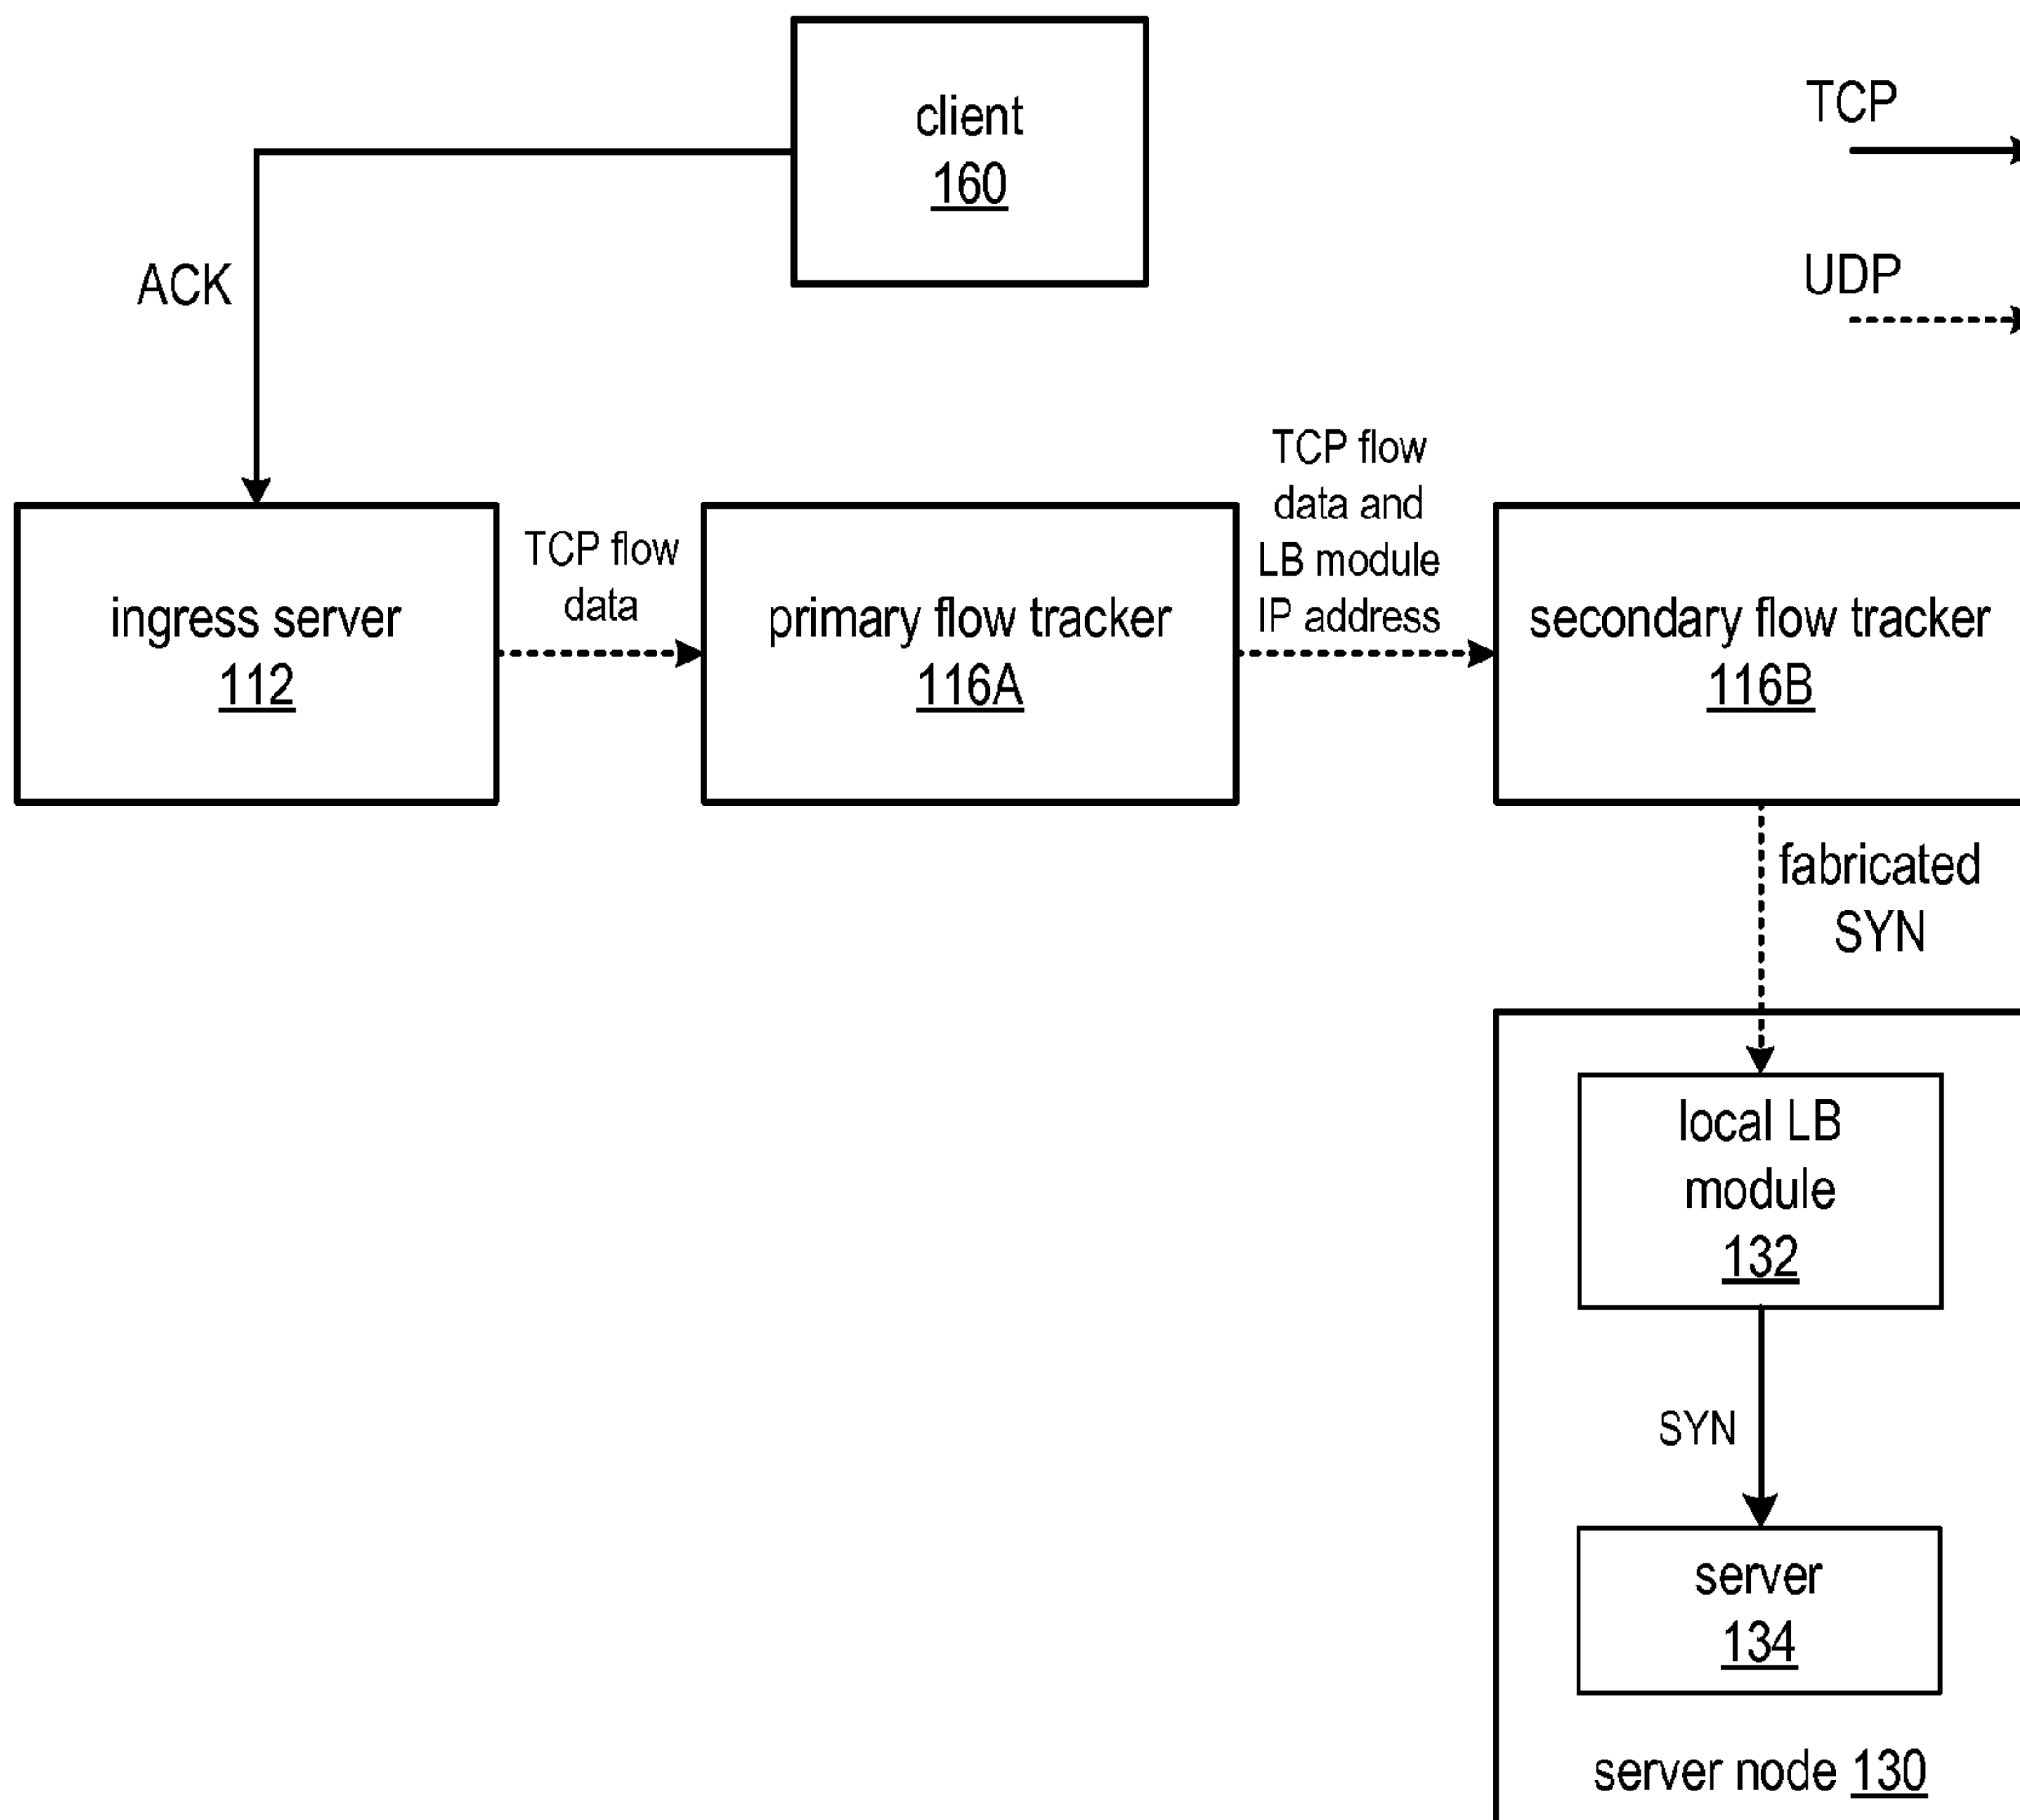 client
160
TCP
UDP
ACK
ingress server
112
TCP flow
data
primary flow tracker
116A
TCP flow
data and
LB module
IP address
secondary flow tracker
116B
fabricated
SYN
local LB
module
132
SYN
server
134
server node 130